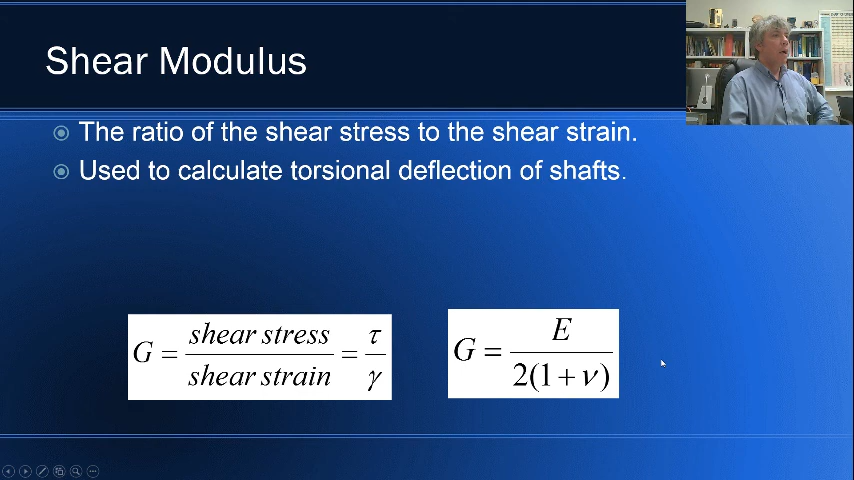 Shear Modulus
The ratio of the shear stress to the shear strain.
Used to calculate torsional deflection of shafts.
G = shear stress / shear strain = τ / γ
G = E / 2(1 + ν)